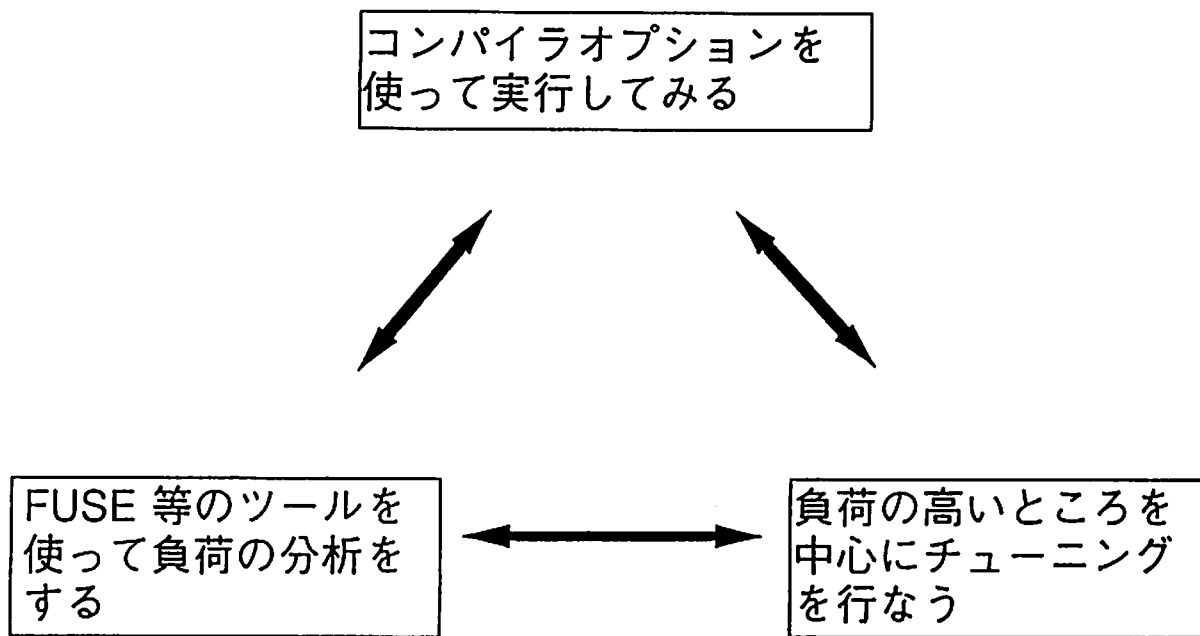 コンパイラオプションを
使って実行してみる
FUSE 等のツールを
使って負荷の分析を
する
負荷の高いところを
中心にチューニング
を行なう